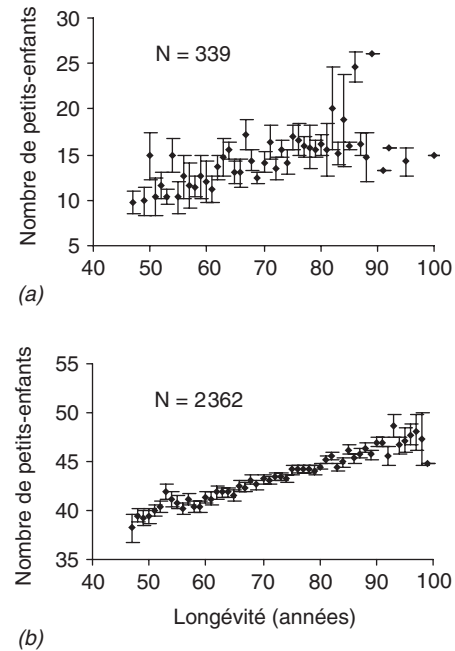 30
25
20
15
10
5
Nombre de petits-enfants
N = 339
40 50 60 70 80 90 100
(a)
55
50
45
40
35
Nombre de petits-enfants
N = 2362
40 50 60 70 80 90 100
Longévité (années)
(b)